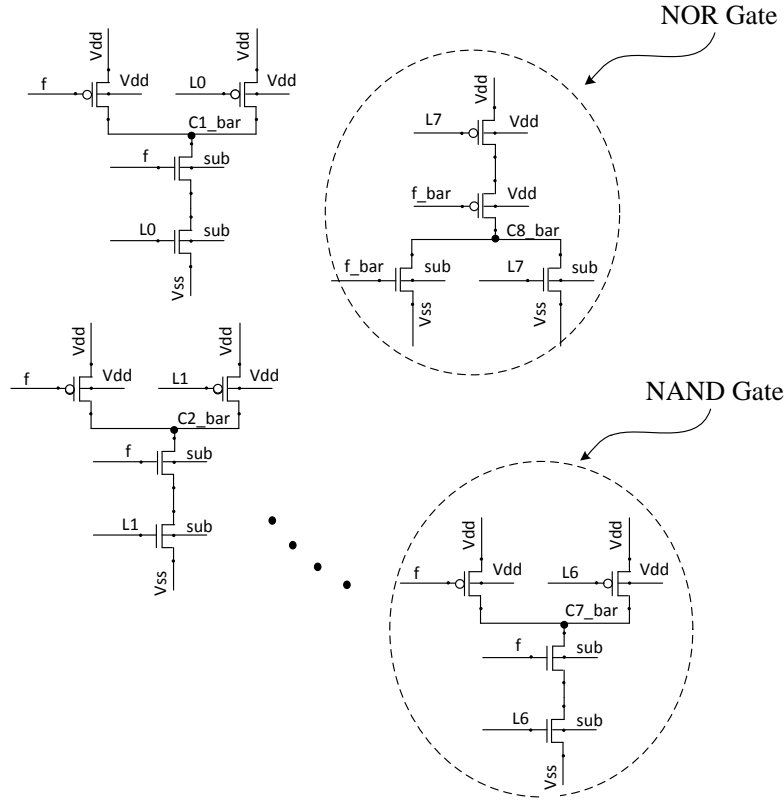 NOR Gate
Vdd
Vdd
f
Vdd
L0
Vdd
C1_bar
f
sub
L0
sub
Vss
Vdd
L7
Vdd
f_bar
Vdd
C8_bar
f_bar
sub
L7
sub
Vss
Vss
Vdd
Vdd
f
Vdd
L1
Vdd
C2_bar
f
sub
L1
sub
Vss
NAND Gate
Vdd
Vdd
f
Vdd
L6
Vdd
C7_bar
f
sub
L6
sub
Vss